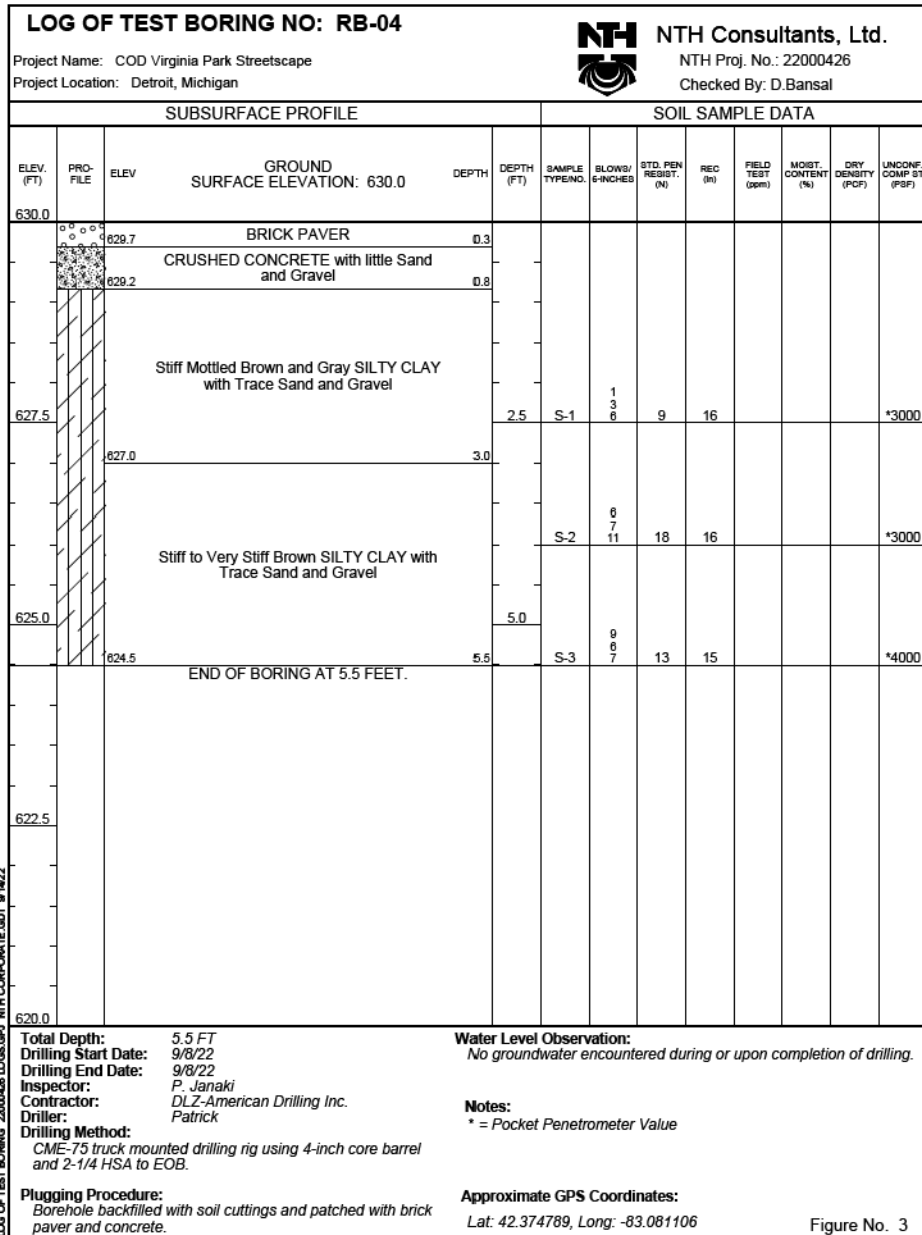 LOG OF TEST BORING NO: RB-04
Project Name: COD Virginia Park Streetscape
Project Location: Detroit, Michigan
NTH
NTH Consultants, Ltd.
NTH Proj. No.: 22000426
Checked By: D.Bansal
SUBSURFACE PROFILE
SOIL SAMPLE DATA
ELEV. (FT)
PRO-FILE
ELEV
GROUND
SURFACE ELEVATION: 630.0
DEPTH
DEPTH (FT)
SAMPLE TYPE/NO.
BLOWS/ 6-INCHES
STD. PEN RESIST. (N)
REC (in)
FIELD TEST (ppm)
MOIST. CONTENT (%)
DRY DENSITY (PCF)
UNCONF. COMP ST (PSF)
630.0
629.7 BRICK PAVER 0.3
CRUSHED CONCRETE with little Sand
and Gravel
629.2 0.8
Stiff Mottled Brown and Gray SILTY CLAY
with Trace Sand and Gravel
1
3
627.5 2.5 S-1 6 9 16 *3000
627.0 3.0
6
7
S-2 11 18 16 *3000
Stiff to Very Stiff Brown SILTY CLAY with
Trace Sand and Gravel
625.0 5.0
9
6
624.5 5.5 S-3 7 13 15 *4000
END OF BORING AT 5.5 FEET.
622.5
620.0
Total Depth: 5.5 FT
Drilling Start Date: 9/8/22
Drilling End Date: 9/8/22
Inspector: P. Janaki
Contractor: DLZ-American Drilling Inc.
Driller: Patrick
Drilling Method:
CME-75 truck mounted drilling rig using 4-inch core barrel
and 2-1/4 HSA to EOB.
Plugging Procedure:
Borehole backfilled with soil cuttings and patched with brick
paver and concrete.
Water Level Observation:
No groundwater encountered during or upon completion of drilling.
Notes:
* = Pocket Penetrometer Value
Approximate GPS Coordinates:
Lat: 42.374789, Long: -83.081106
Figure No. 3